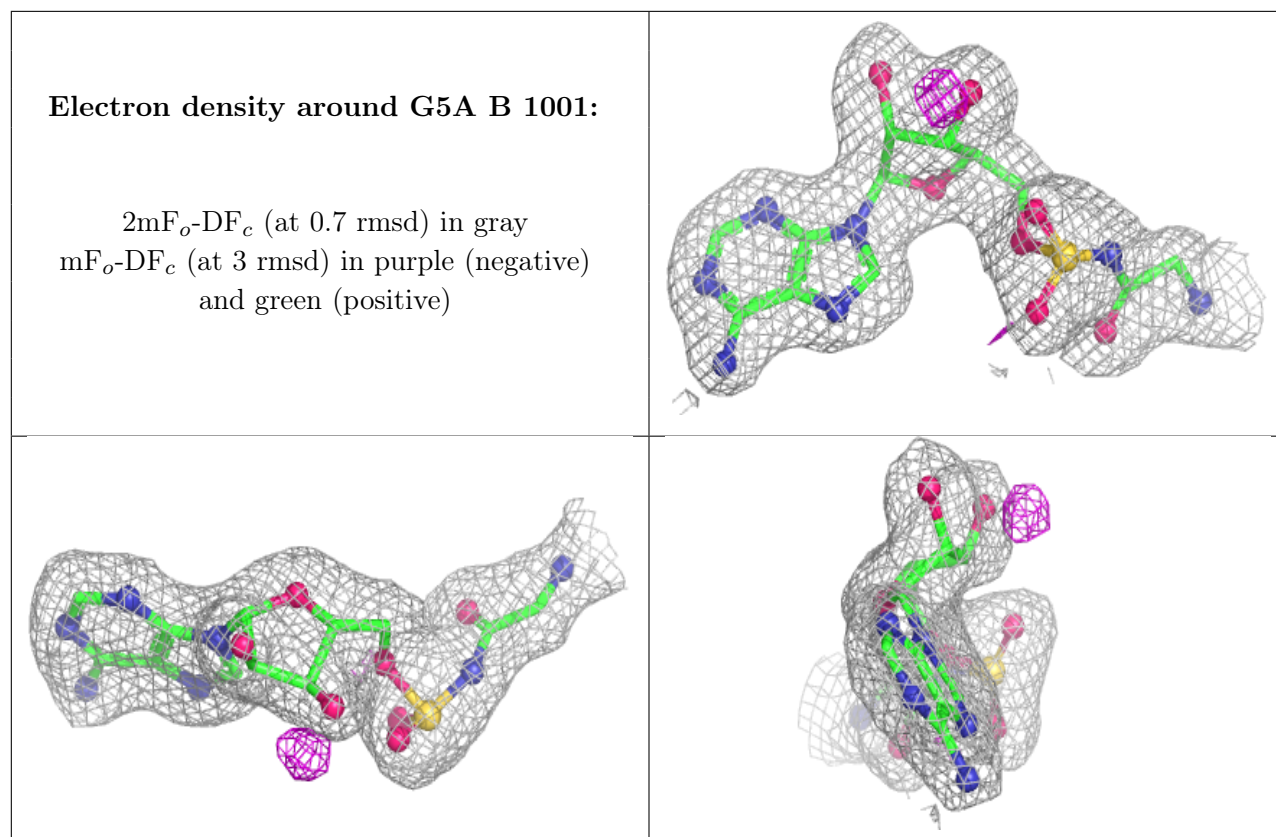 Electron density around G5A B 1001:
2mFo-DFc (at 0.7 rmsd) in gray
mFo-DFc (at 3 rmsd) in purple (negative)
and green (positive)